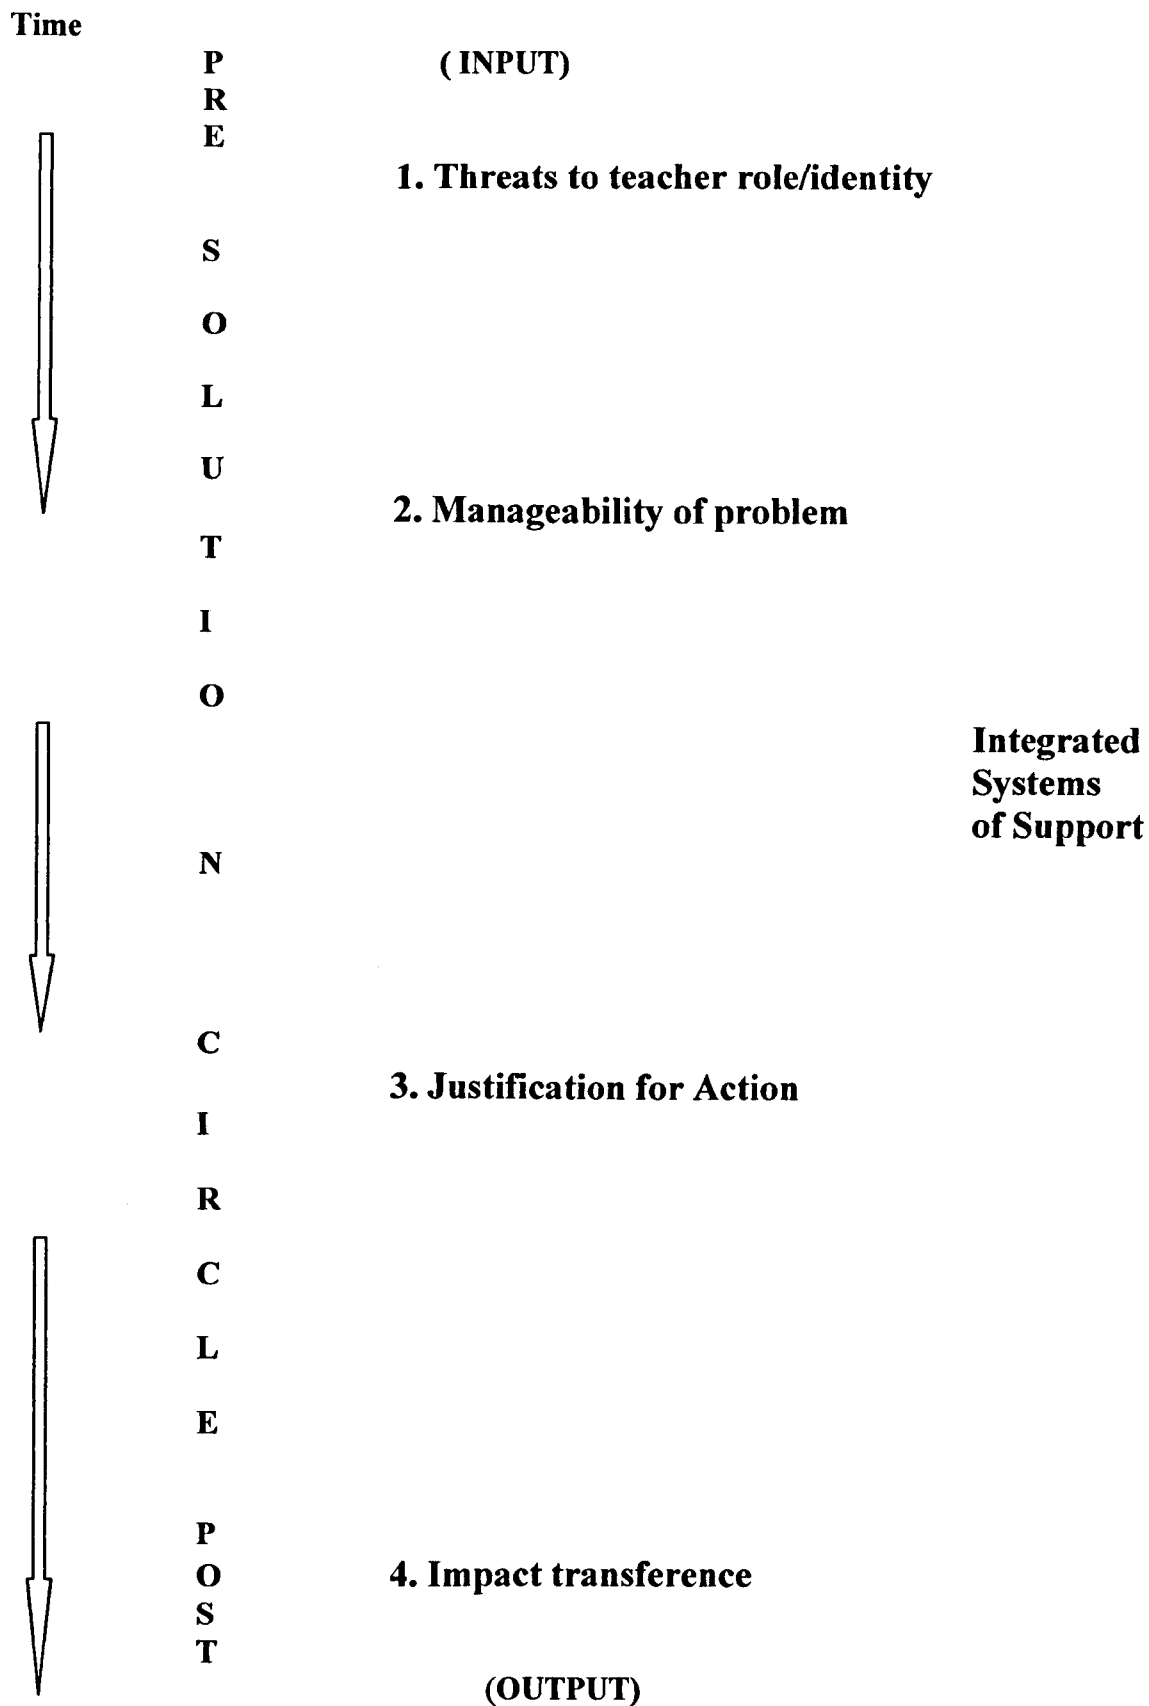 Time
P
R
E
S
O
L
U
T
I
O
N
C
I
R
C
L
E
P
O
S
T
( INPUT)
1. Threats to teacher role/identity
2. Manageability of problem
3. Justification for Action
4. Impact transference
(OUTPUT)
Integrated
Systems
of Support